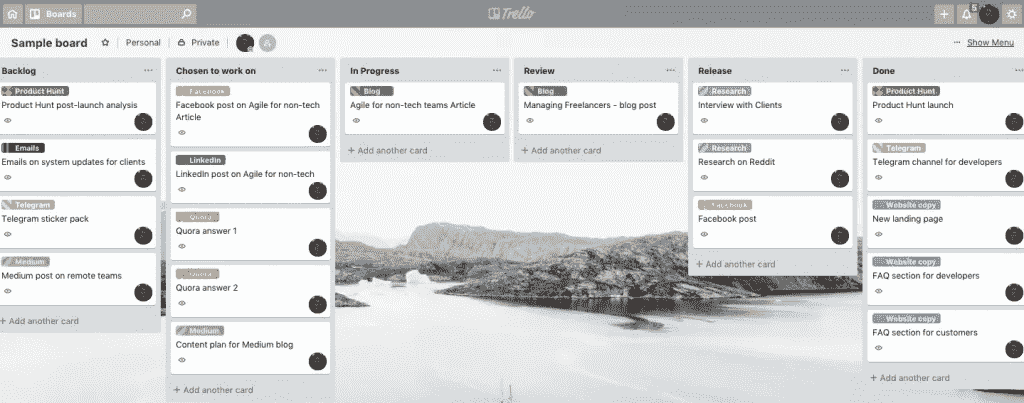 Boards
Trello
5
Sample board
Personal
Private
Show Menu
Backlog
Product Hunt
Product Hunt post-launch analysis
Emails
Emails on system updates for clients
Telegram
Telegram sticker pack
Medium
Medium post on remote teams
+ Add another card
Chosen to work on
Facebook
Facebook post on Agile for non-tech
Article
LinkedIn
LinkedIn post on Agile for non-tech
Quora
Quora answer 1
Quora
Quora answer 2
Medium
Content plan for Medium blog
+ Add another card
In Progress
Blog
Agile for non-tech teams Article
+ Add another card
Review
Blog
Managing Freelancers - blog post
+ Add another card
Release
Research
Interview with Clients
Research
Research on Reddit
Facebook
Facebook post
+ Add another card
Done
Product Hunt
Product Hunt launch
Telegram
Telegram channel for developers
Website copy
New landing page
Website copy
FAQ section for developers
Website copy
FAQ section for customers
+ Add another card